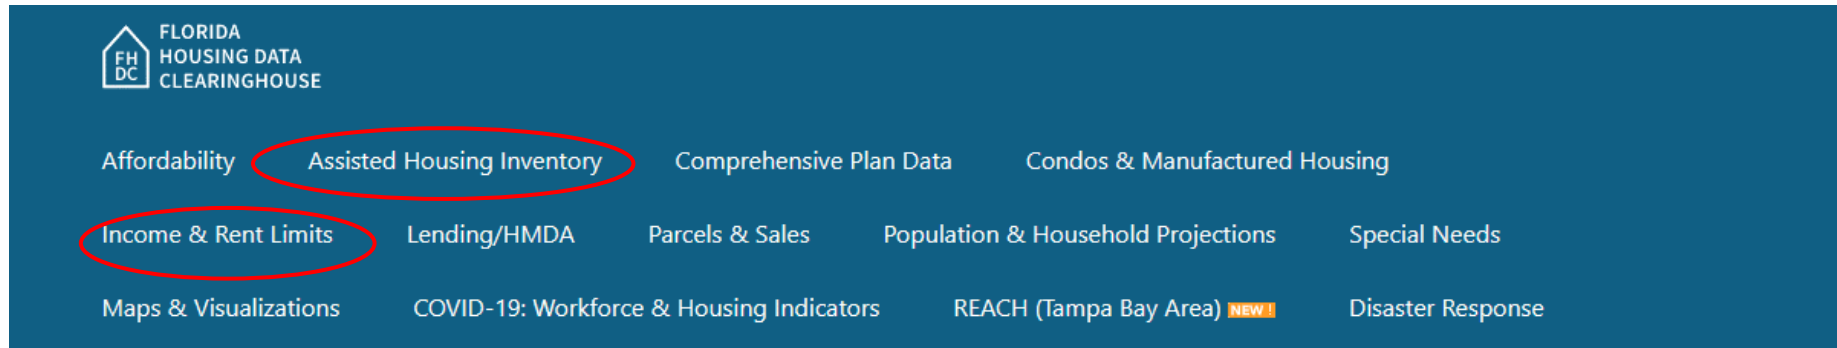 FLORIDA
HOUSING DATA
CLEARINGHOUSE
FH
DC
Affordability Assisted Housing Inventory Comprehensive Plan Data Condos & Manufactured Housing
Income & Rent Limits Lending/HMDA Parcels & Sales Population & Household Projections Special Needs
Maps & Visualizations COVID-19: Workforce & Housing Indicators REACH (Tampa Bay Area) NEW ! Disaster Response